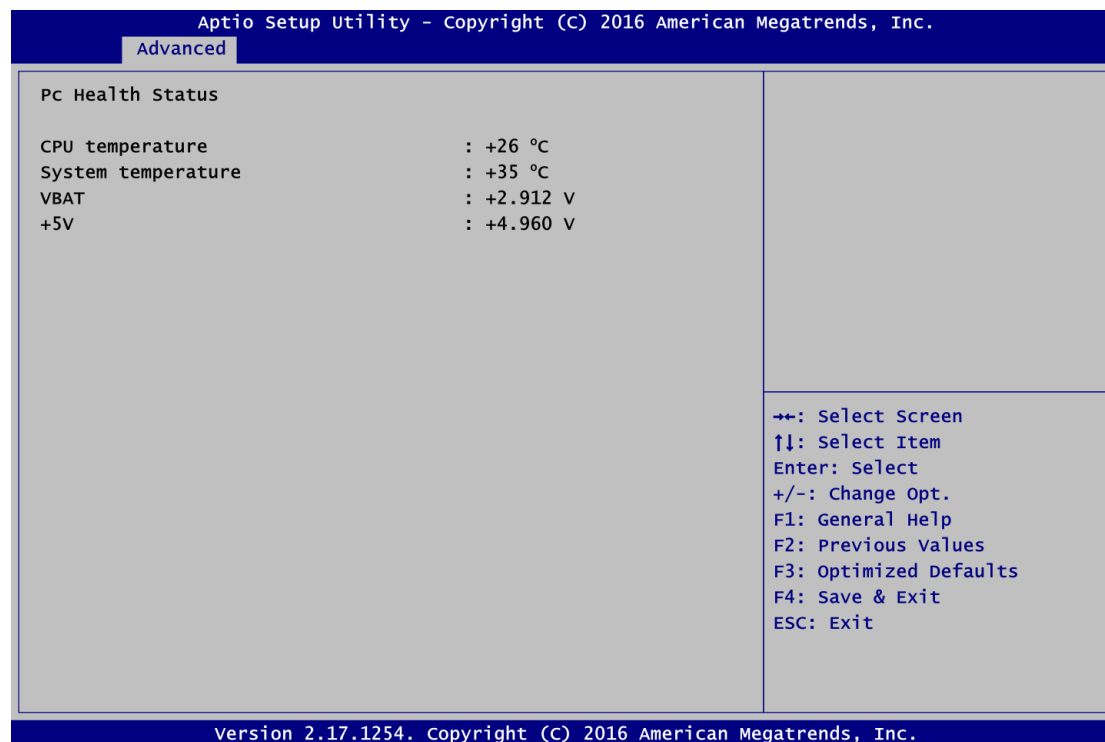 Aptio Setup Utility – Copyright (C) 2016 American Megatrends, Inc.
Advanced
Pc Health Status
CPU temperature : +26 °C
System temperature : +35 °C
VBAT : +2.912 V
+5V : +4.960 V
→←: Select Screen
↑↓: Select Item
Enter: Select
+/-: Change Opt.
F1: General Help
F2: Previous Values
F3: Optimized Defaults
F4: Save & Exit
ESC: Exit
Version 2.17.1254. Copyright (C) 2016 American Megatrends, Inc.